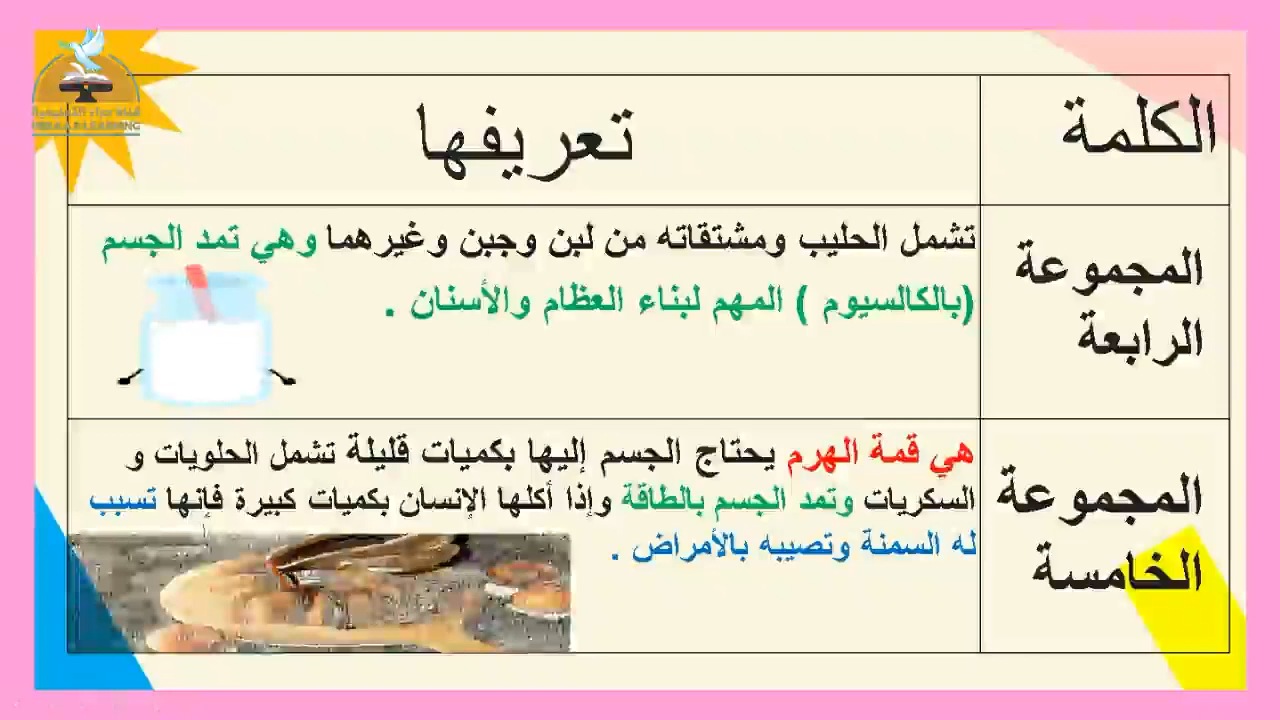 الكلمة
تعريفها
المجموعة
الرابعة
تشمل الحليب ومشتقاته من لبن وجبن وغيرهما وهي تمد الجسم
(بالكالسيوم ) المهم لبناء العظام والأسنان .
المجموعة
الخامسة
هي قمة الهرم يحتاج الجسم إليها بكميات قليلة تشمل الحلويات و
السكريات وتمد الجسم بالطاقة وإذا أكلها الإنسان بكميات كبيرة فإنها تسبب
له السمنة وتصيبه بالأمراض .